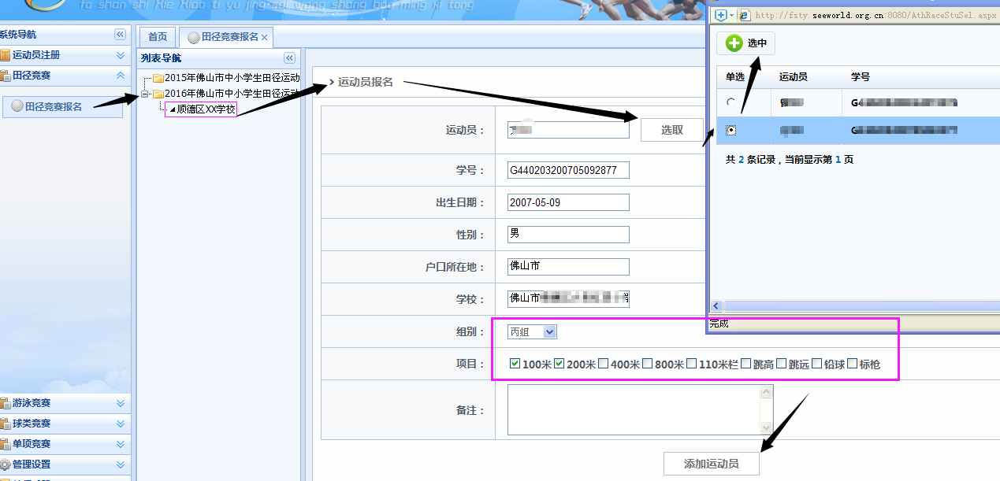 fo shan shi xie xiao ti yu jing sai wang shang bao ming xi tong
系统导航
运动员注册
田径竞赛
田径竞赛报名
游泳竞赛
球类竞赛
单项竞赛
管理设置
首页
田径竞赛报名
列表导航
2015年佛山市中小学生田径运动
2016年佛山市中小学生田径运动
顺德区XX学校
运动员报名
运动员：
选取
学号：
G440203200705092877
出生日期：
2007-05-09
性别：
男
户口所在地：
佛山市
学校：
佛山市
组别：
丙组
项目：
100米 200米 400米 800米 110米栏 跳高 跳远 铅球 标枪
备注：
添加运动员
http://fsty.seeworld.org.cn:8080/AthRaceStuSel.aspx
选中
单选 运动员 学号
共 2 条记录，当前显示第 1 页
完成